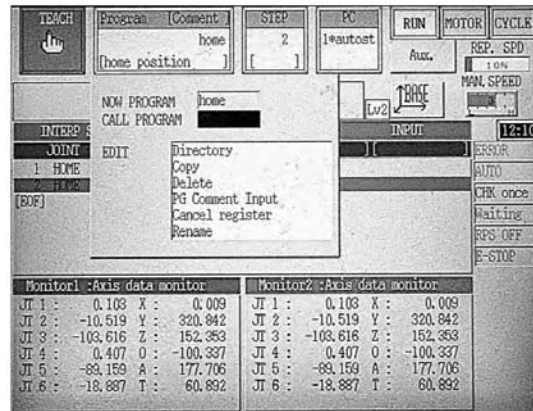 TEACH
Program [Comment ]
home
[home position ]
STEP
2
[ ]
PC
1*autost
RUN
MOTOR
CYCLE
Aux.
REP. SPD
10%
MAN. SPEED
BASE
Lv2
NOW PROGRAM home
CALL PROGRAM
EDIT
Directory
Copy
Delete
PG Comment Input
Cancel register
Rename
INTERP S
INPUT
12:10
JOINT
][ ]
1 HOME
2 HOME
[EOF]
ERROR
AUTO
CHK once
Waiting
RPS OFF
E-STOP
Monitor1 :Axis data monitor
JT 1 : 0.103 X : 0.009
JT 2 : -10.519 Y : 320.842
JT 3 : -103.616 Z : 152.353
JT 4 : 0.407 O : -100.337
JT 5 : -89.159 A : 177.706
JT 6 : -18.887 T : 60.892
Monitor2 :Axis data monitor
JT 1 : 0.103 X : 0.009
JT 2 : -10.519 Y : 320.842
JT 3 : -103.616 Z : 152.353
JT 4 : 0.407 O : -100.337
JT 5 : -89.159 A : 177.706
JT 6 : -18.887 T : 60.892